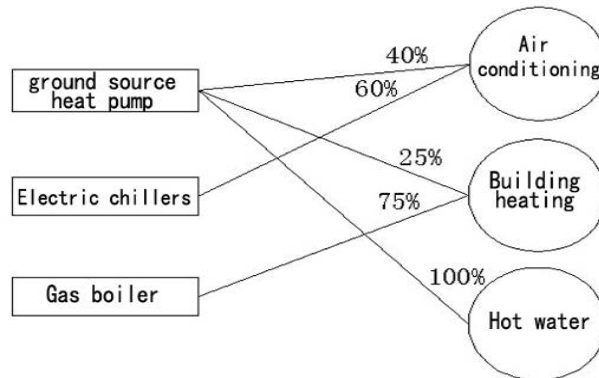 ground source
heat pump
Electric chillers
Gas boiler
40%
60%
25%
75%
100%
Air
conditioning
Building
heating
Hot water